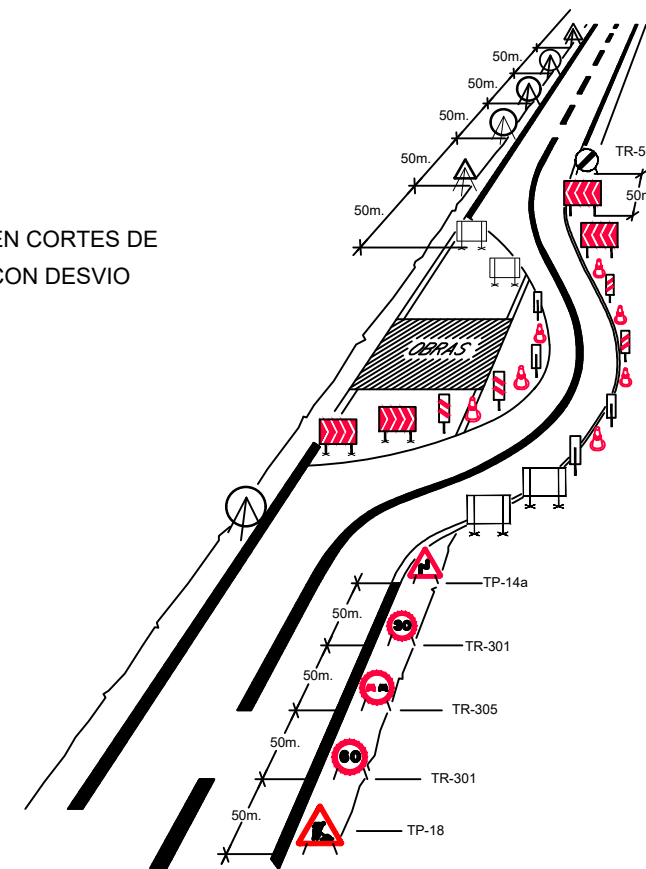 50m.
50m.
50m.
50m.
50m.
TR-5
50m
EN CORTES DE
CON DESVIO
OBRAS
TP-14a
50m.
30
TR-301
50m.
TR-305
50m.
60
TR-301
50m.
TP-18